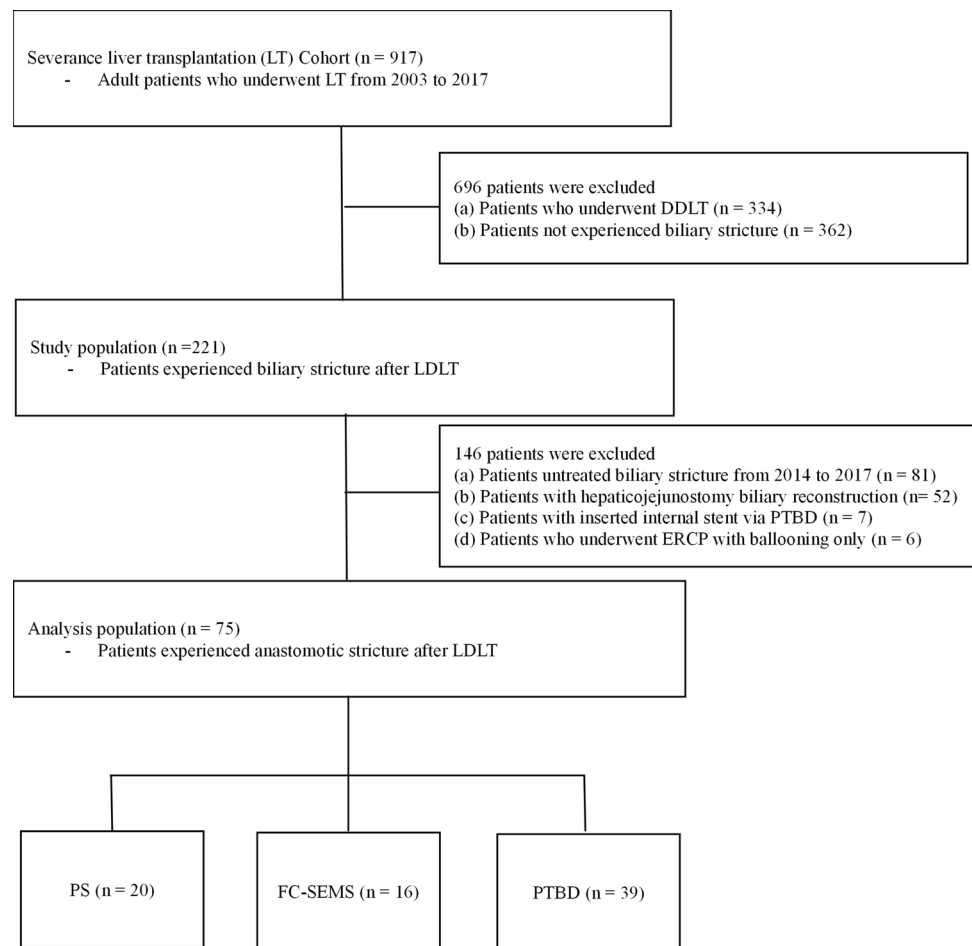 Severance liver transplantation (LT) Cohort (n = 917)
- Adult patients who underwent LT from 2003 to 2017
696 patients were excluded
(a) Patients who underwent DDLT (n = 334)
(b) Patients not experienced biliary stricture (n = 362)
Study population (n =221)
- Patients experienced biliary stricture after LDLT
146 patients were excluded
(a) Patients untreated biliary stricture from 2014 to 2017 (n = 81)
(b) Patients with hepaticojejunostomy biliary reconstruction (n= 52)
(c) Patients with inserted internal stent via PTBD (n = 7)
(d) Patients who underwent ERCP with ballooning only (n = 6)
Analysis population (n = 75)
- Patients experienced anastomotic stricture after LDLT
PS (n = 20)
FC-SEMS (n = 16)
PTBD (n = 39)